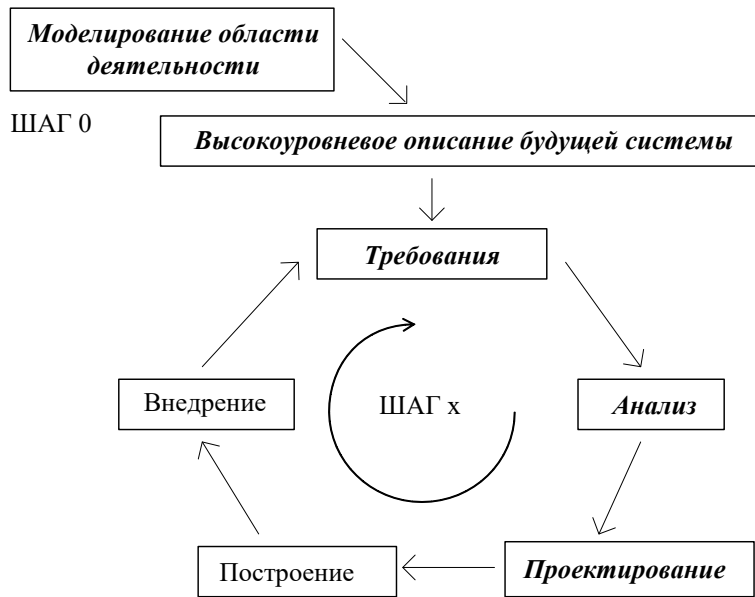 Моделирование области
деятельности
ШАГ 0
Высокоуровневое описание будущей системы
Требования
Внедрение
ШАГ x
Анализ
Построение
Проектирование